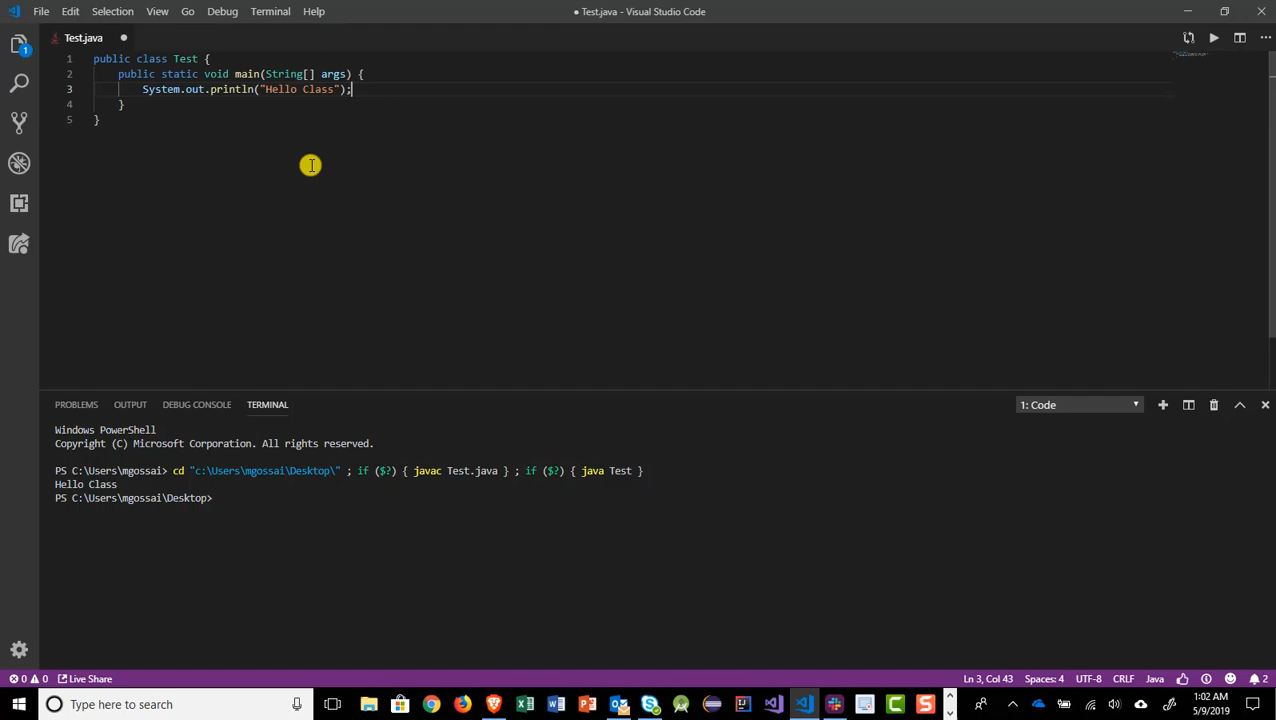 File Edit Selection View Go Debug Terminal Help
● Test.java - Visual Studio Code
Test.java
1
1 public class Test {
2 public static void main(String[] args) {
3 System.out.println("Hello Class");
4 }
5 }
PROBLEMS OUTPUT DEBUG CONSOLE TERMINAL
1: Code
Windows PowerShell
Copyright (C) Microsoft Corporation. All rights reserved.
PS C:\Users\mgossai> cd "c:\Users\mgossai\Desktop\" ; if ($?) { javac Test.java } ; if ($?) { java Test }
Hello Class
PS C:\Users\mgossai\Desktop>
0 0 Live Share
Ln 3, Col 43 Spaces: 4 UTF-8 CRLF Java 2
Type here to search
1:02 AM
5/9/2019